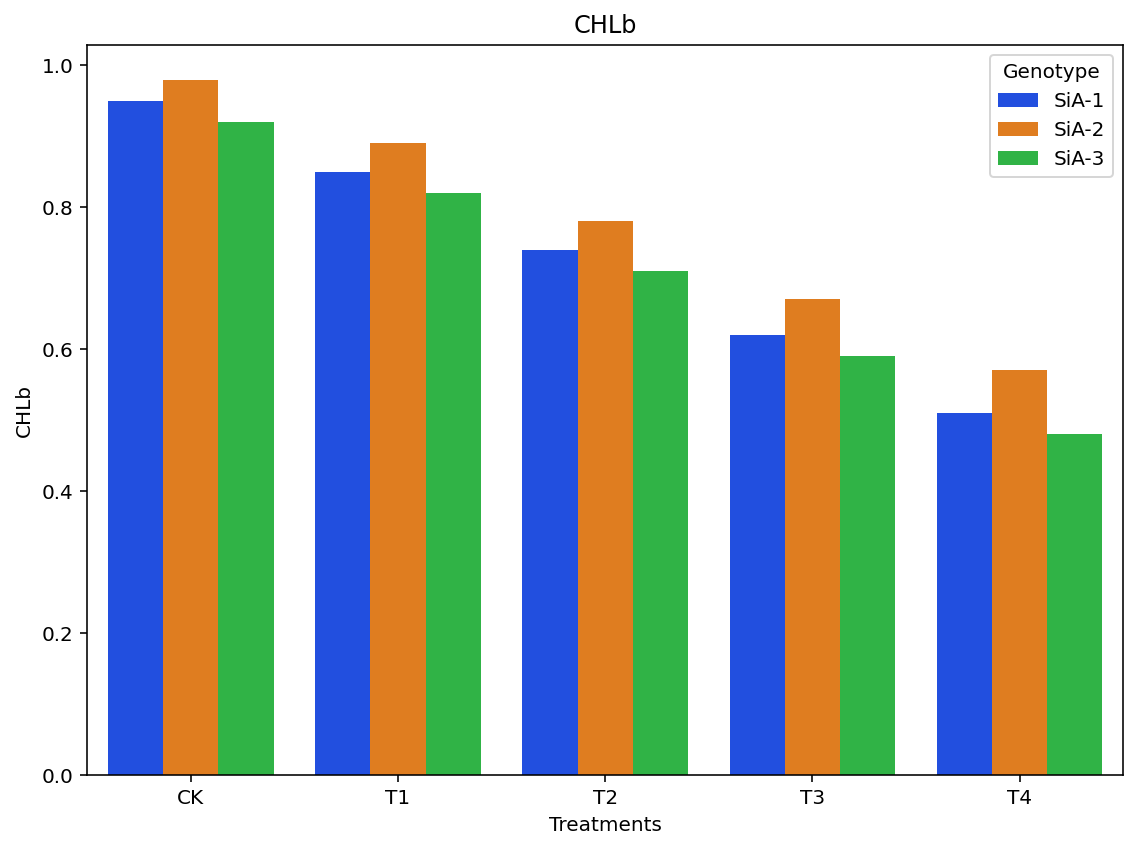 CHLb
Genotype
SiA-1
SiA-2
SiA-3
1.0
0.8
0.6
0.4
0.2
0.0
CHLb
CK T1 T2 T3 T4
Treatments